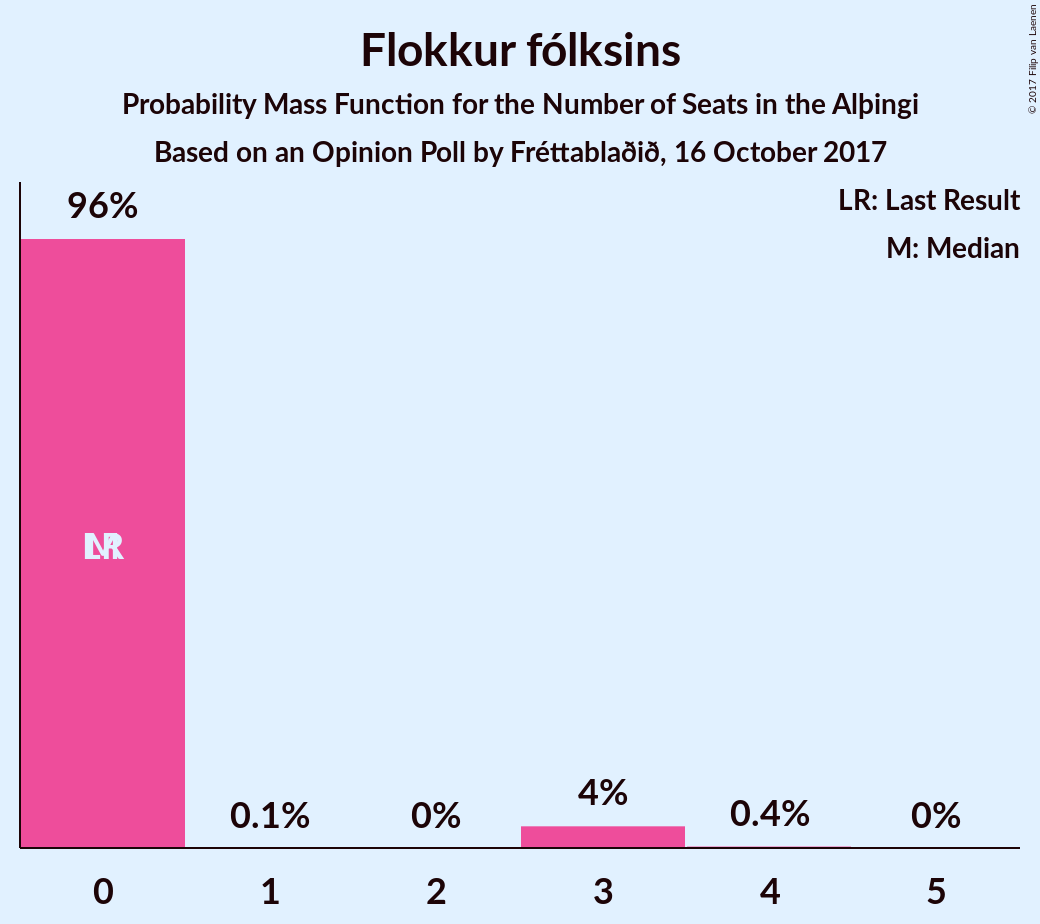 Flokkur fólksins
Probability Mass Function for the Number of Seats in the Alþingi
Based on an Opinion Poll by Fréttablaðið, 16 October 2017
© 2017 Filip van Laenen
LR: Last Result
M: Median
96% 0.1% 0% 4% 0.4% 0%
LR M
0 1 2 3 4 5